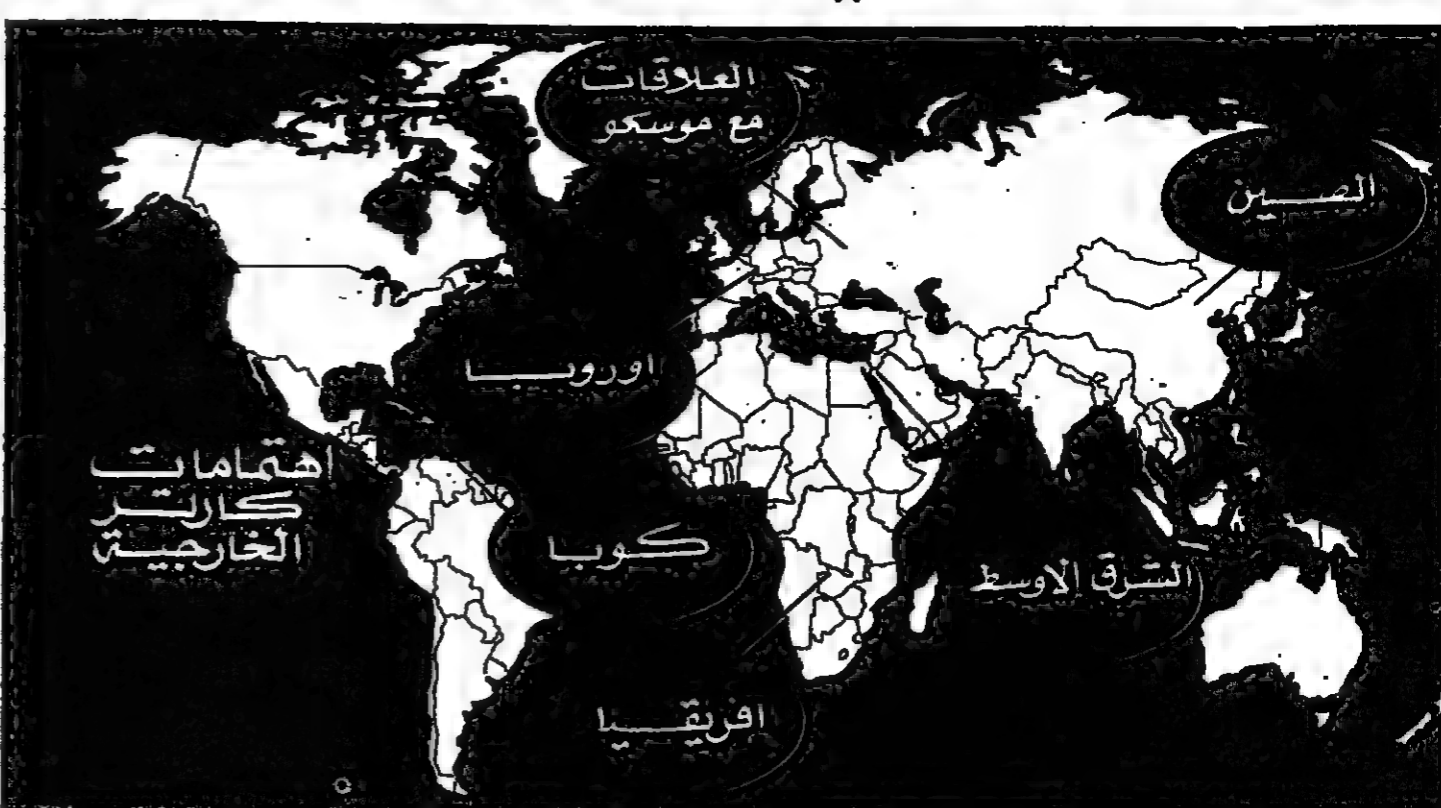 العلاقات
مع موسكو
الصين
اوروبا
اهتمامات
كارتر
الخارجية
كوبا
الشرق الاوسط
افريقيا